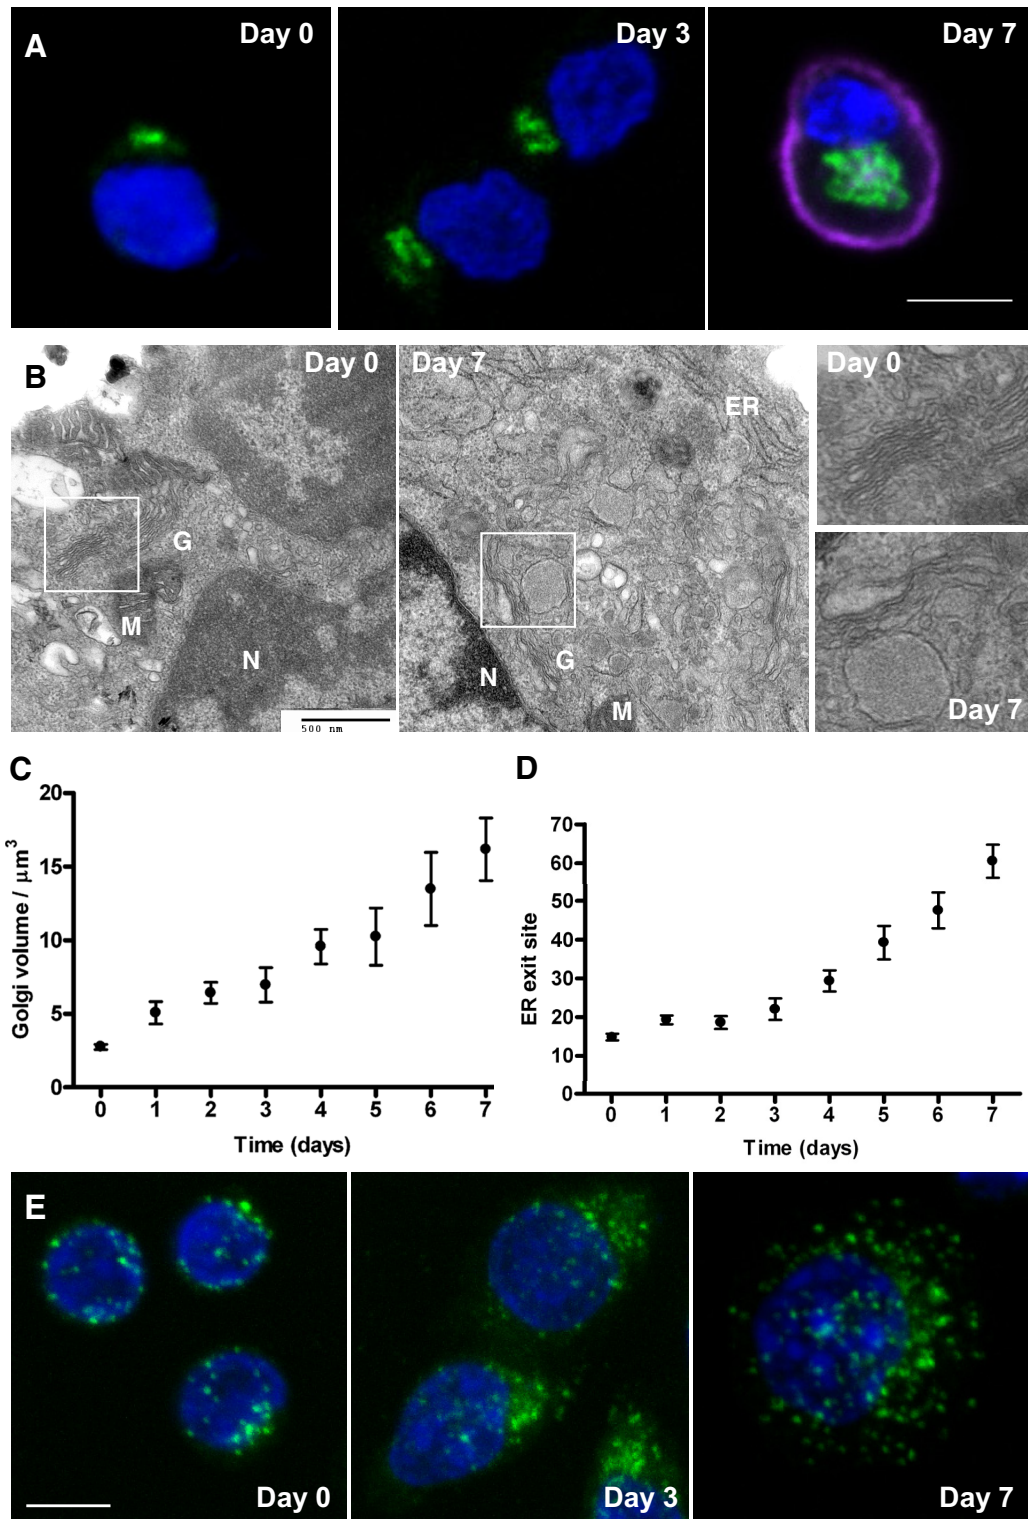 A
Day 0
Day 3
Day 7
B
Day 0
G
M
N
500 nm
Day 7
ER
G
N
M
Day 0
Day 7
C
20
15
10
5
0
Golgi volume / μm³
0 1 2 3 4 5 6 7
Time (days)
D
70
60
50
40
30
20
10
0
ER exit site
0 1 2 3 4 5 6 7
Time (days)
E
Day 0
Day 3
Day 7